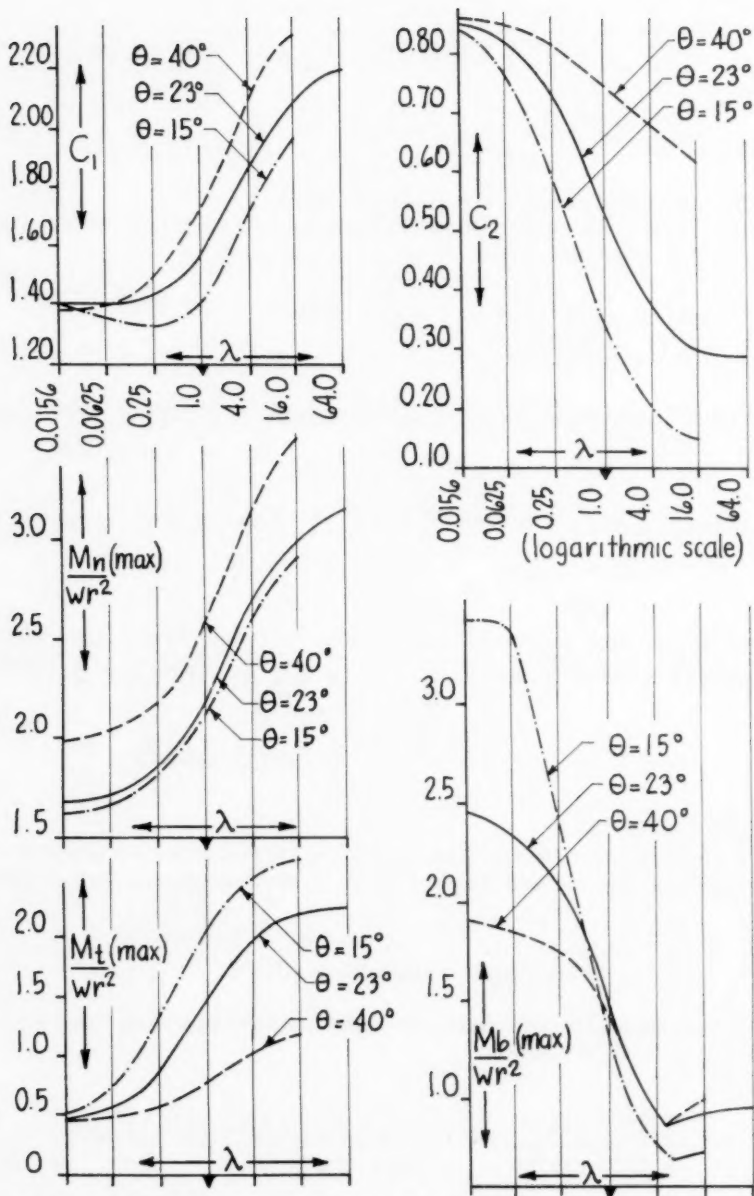 2.20
2.00
1.80
1.60
1.40
1.20
C₁
θ = 40°
θ = 23°
θ = 15°
λ
0.0156
0.0625
0.25
1.0
4.0
16.0
64.0
0.80
0.70
0.60
0.50
0.40
0.30
0.20
0.10
C₂
θ = 40°
θ = 23°
θ = 15°
λ
0.0156
0.0625
0.25
1.0
4.0
16.0
64.0
(logarithmic scale)
3.0
2.5
2.0
1.5
Mn (max)
wr²
θ = 40°
θ = 23°
θ = 15°
λ
2.0
1.5
1.0
0.5
0
Mt (max)
wr²
θ = 15°
θ = 23°
θ = 40°
λ
3.0
2.5
2.0
1.5
1.0
θ = 15°
θ = 23°
θ = 40°
Mb (max)
wr²
λ